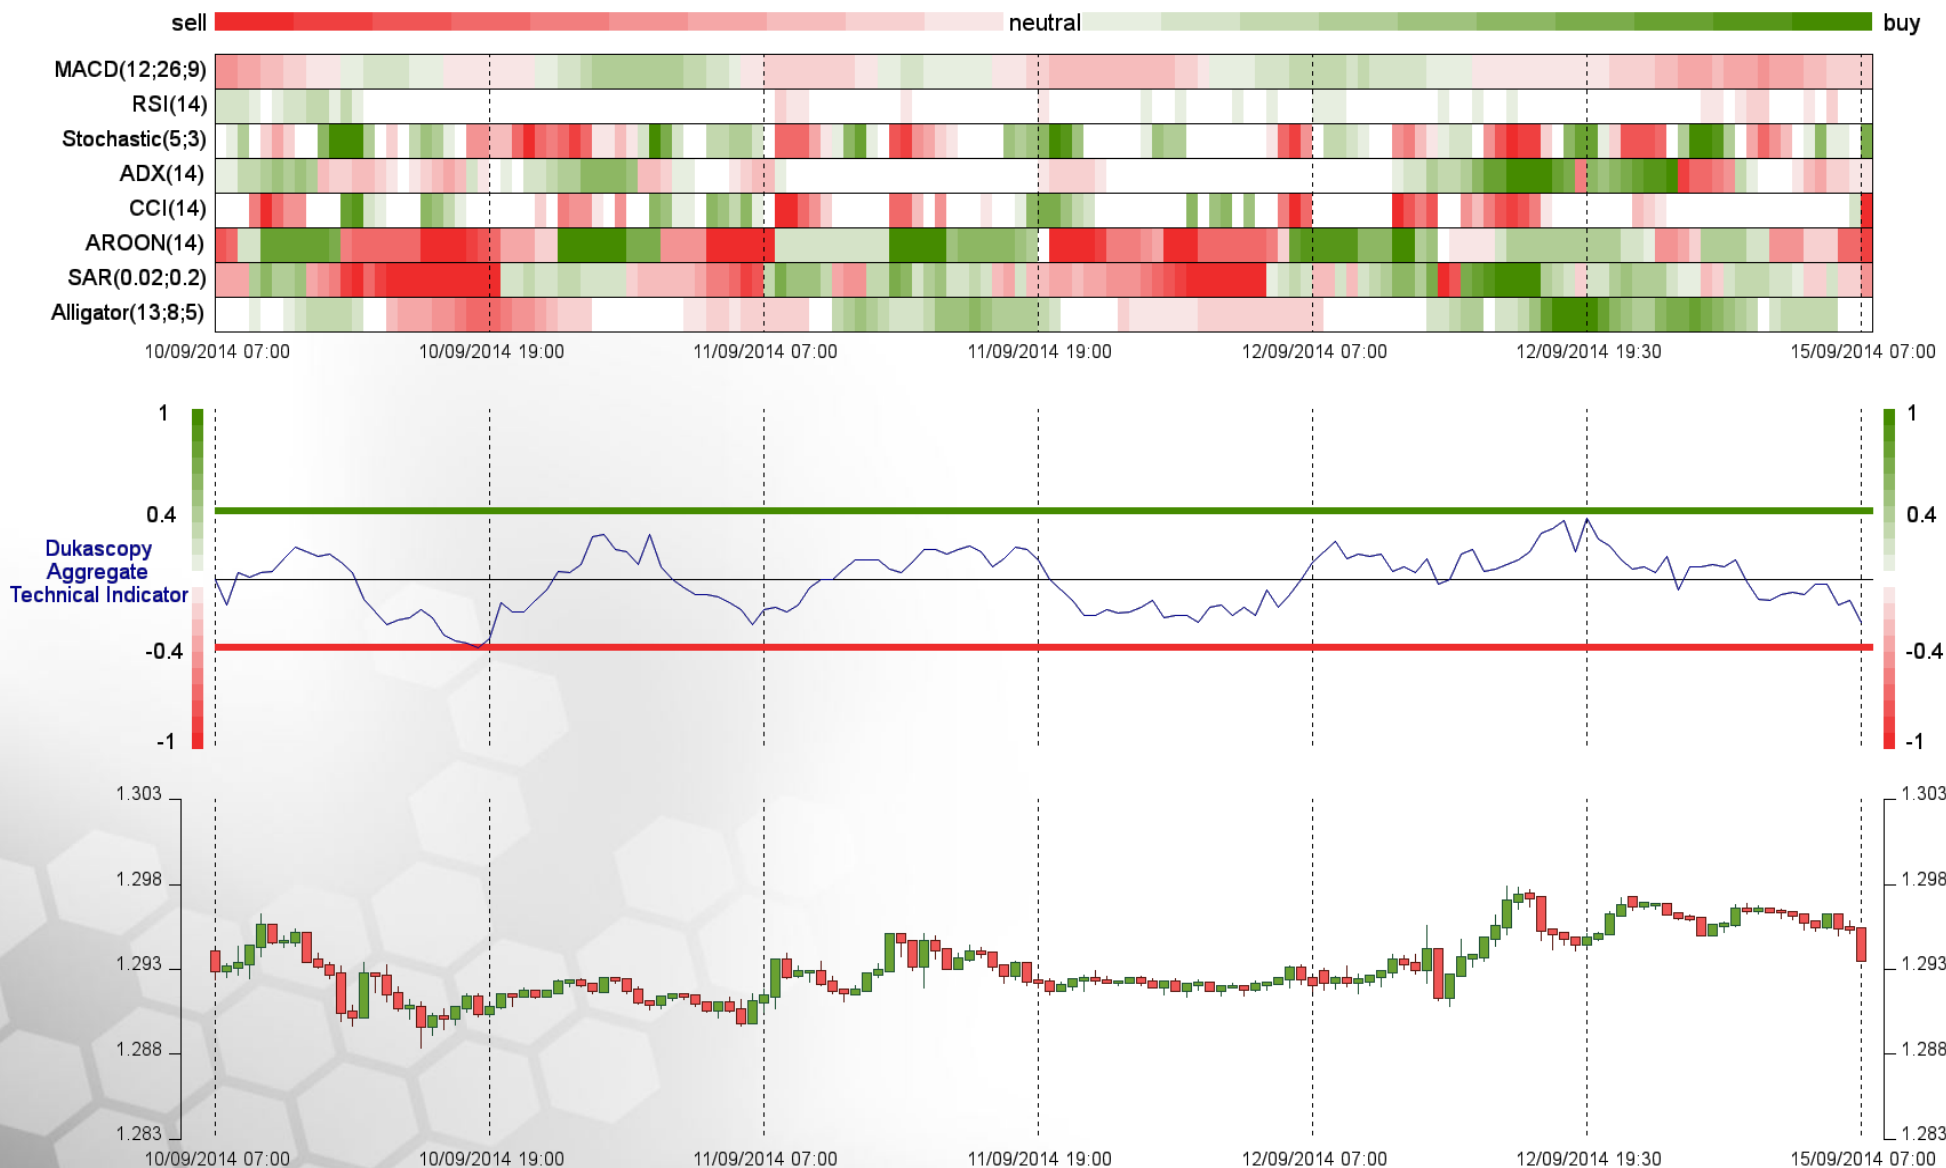 sell neutral buy
MACD(12;26;9)
RSI(14)
Stochastic(5;3)
ADX(14)
CCI(14)
AROON(14)
SAR(0.02;0.2)
Alligator(13;8;5)
10/09/2014 07:00 10/09/2014 19:00 11/09/2014 07:00 11/09/2014 19:00 12/09/2014 07:00 12/09/2014 19:30 15/09/2014 07:00
1 1
0.4 0.4
Dukascopy
Aggregate
Technical Indicator
-0.4 -0.4
-1 -1
1.303 1.303
1.298 1.298
1.293 1.293
1.288 1.288
1.283 1.283
10/09/2014 07:00 10/09/2014 19:00 11/09/2014 07:00 11/09/2014 19:00 12/09/2014 07:00 12/09/2014 19:30 15/09/2014 07:00